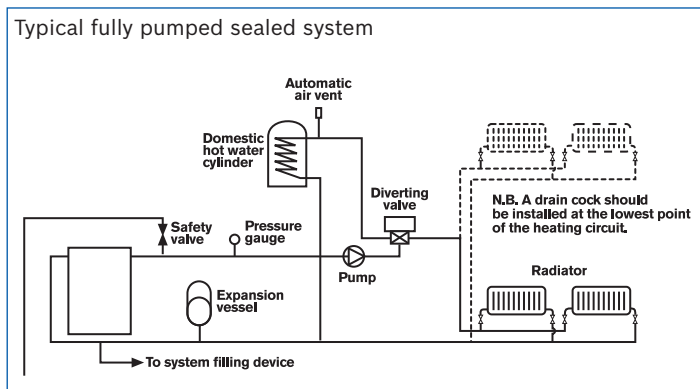 Typical fully pumped sealed system
Automatic
air vent
Domestic
hot water
cylinder
Diverting
valve
N.B. A drain cock should
be installed at the lowest point
of the heating circuit.
Safety
valve
Pressure
gauge
Pump
Radiator
Expansion
vessel
To system filling device